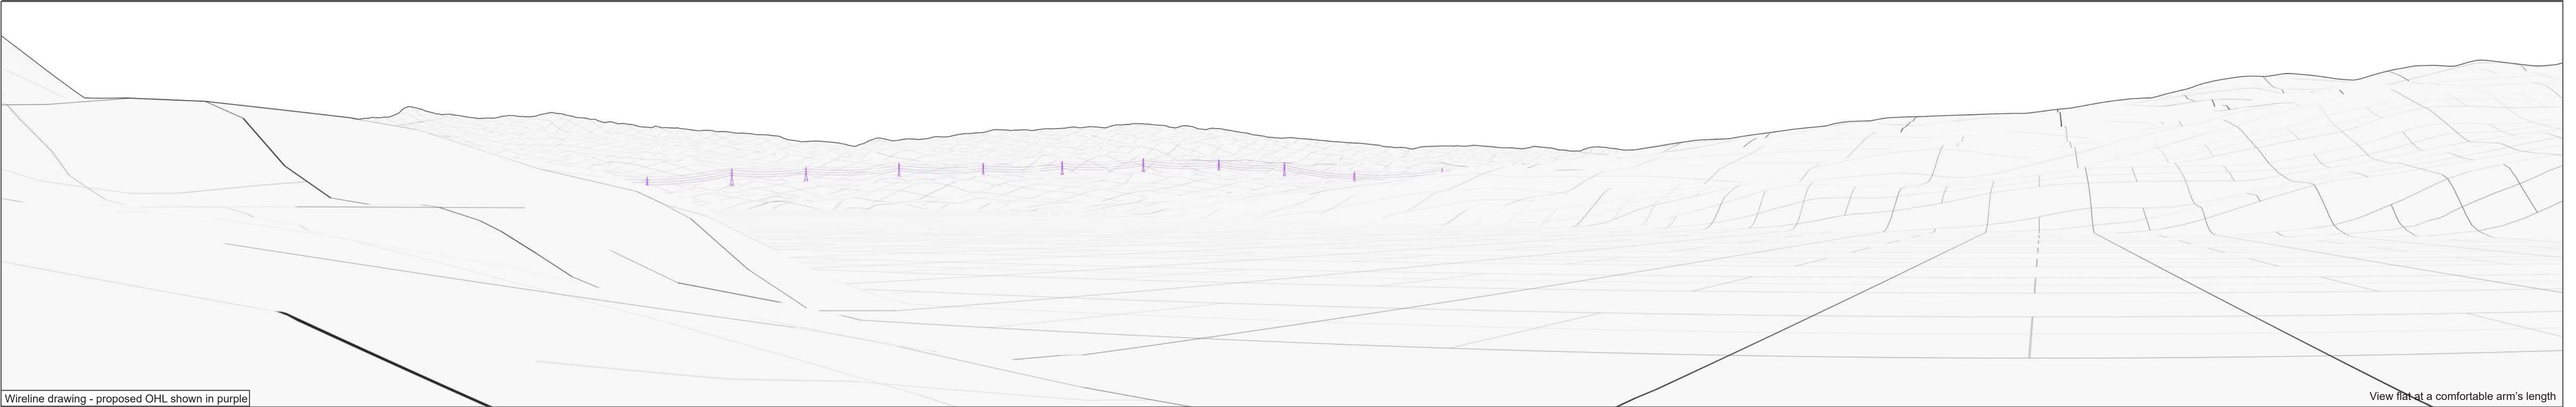 Wireline drawing - proposed OHL shown in purple
View flat at a comfortable arm's length